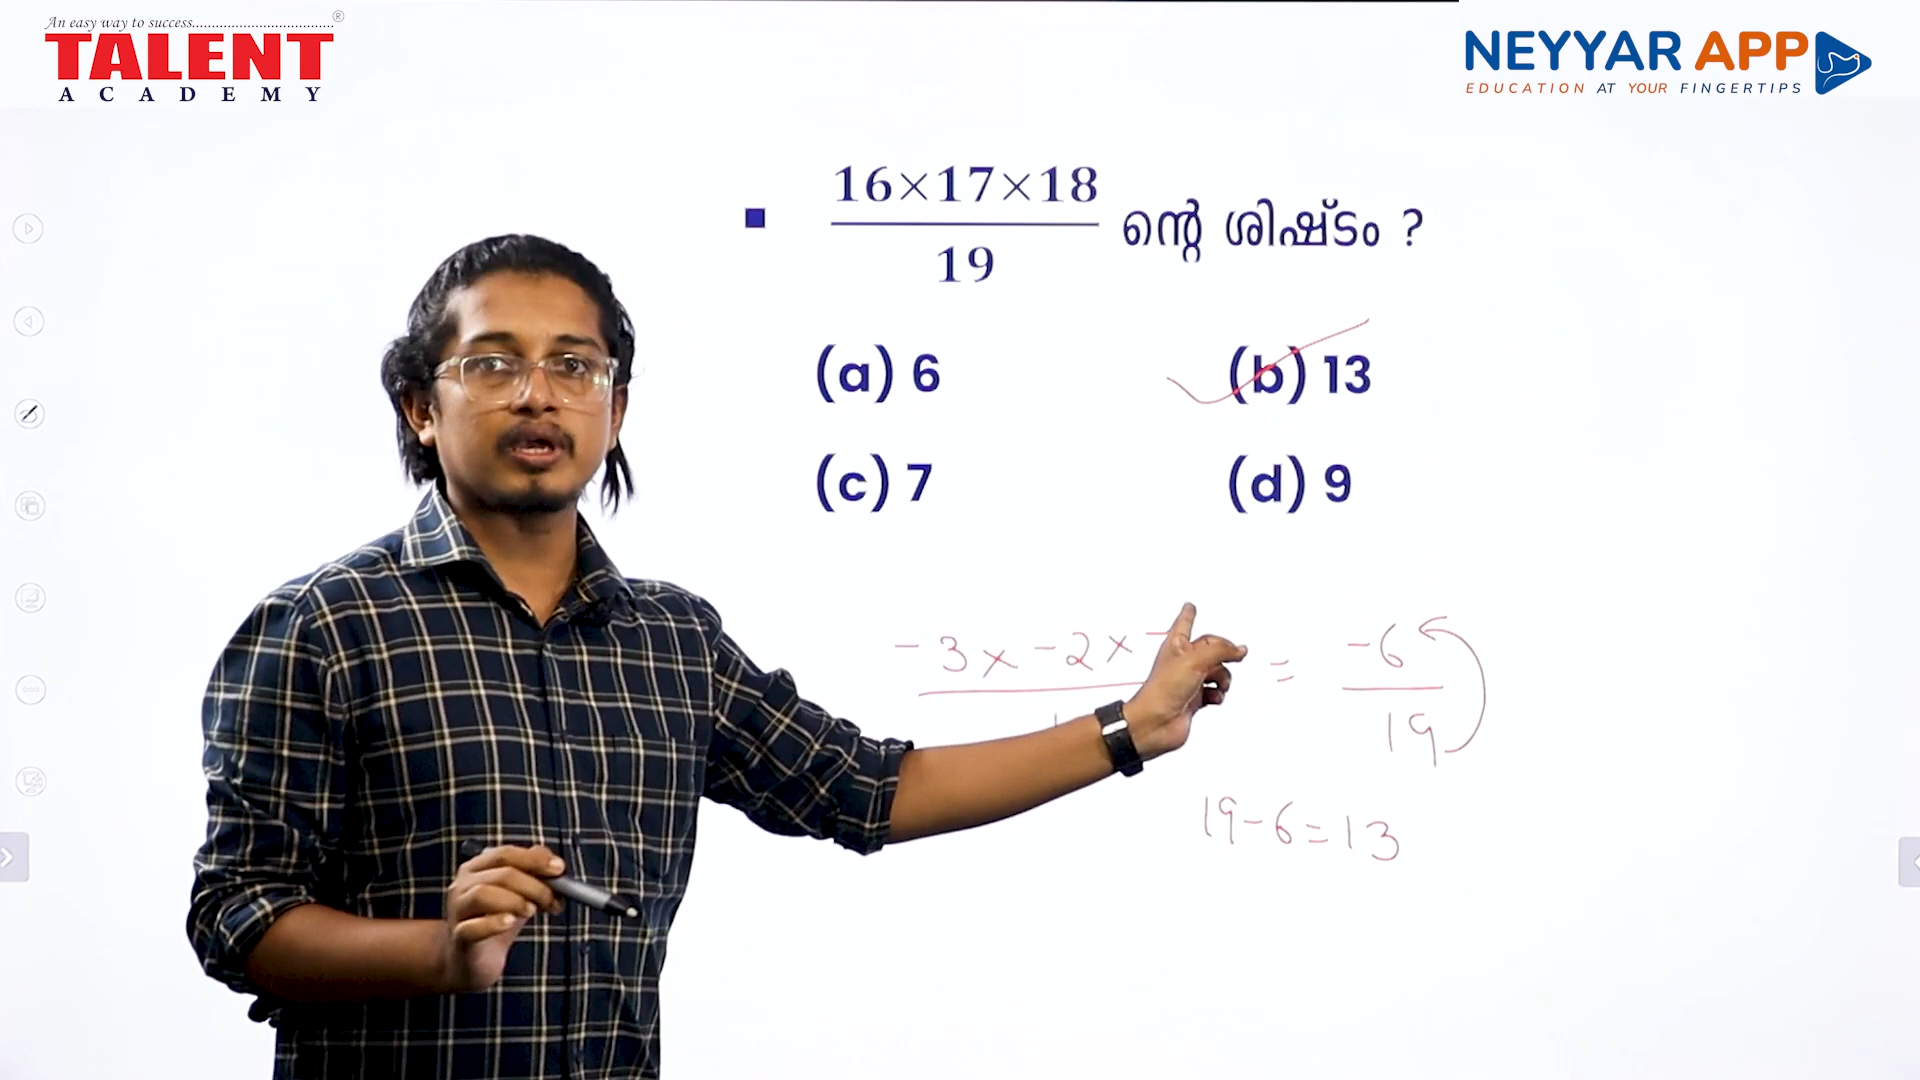 An easy way to success....................................®
TALENT
ACADEMY
NEYYAR APP
EDUCATION AT YOUR FINGERTIPS
16×17×18
ന്റെ ശിഷ്ടം ?
19
(a) 6
(b) 13
(c) 7
(d) 9
-3 × -2 × -
= -6
19
19-6=13